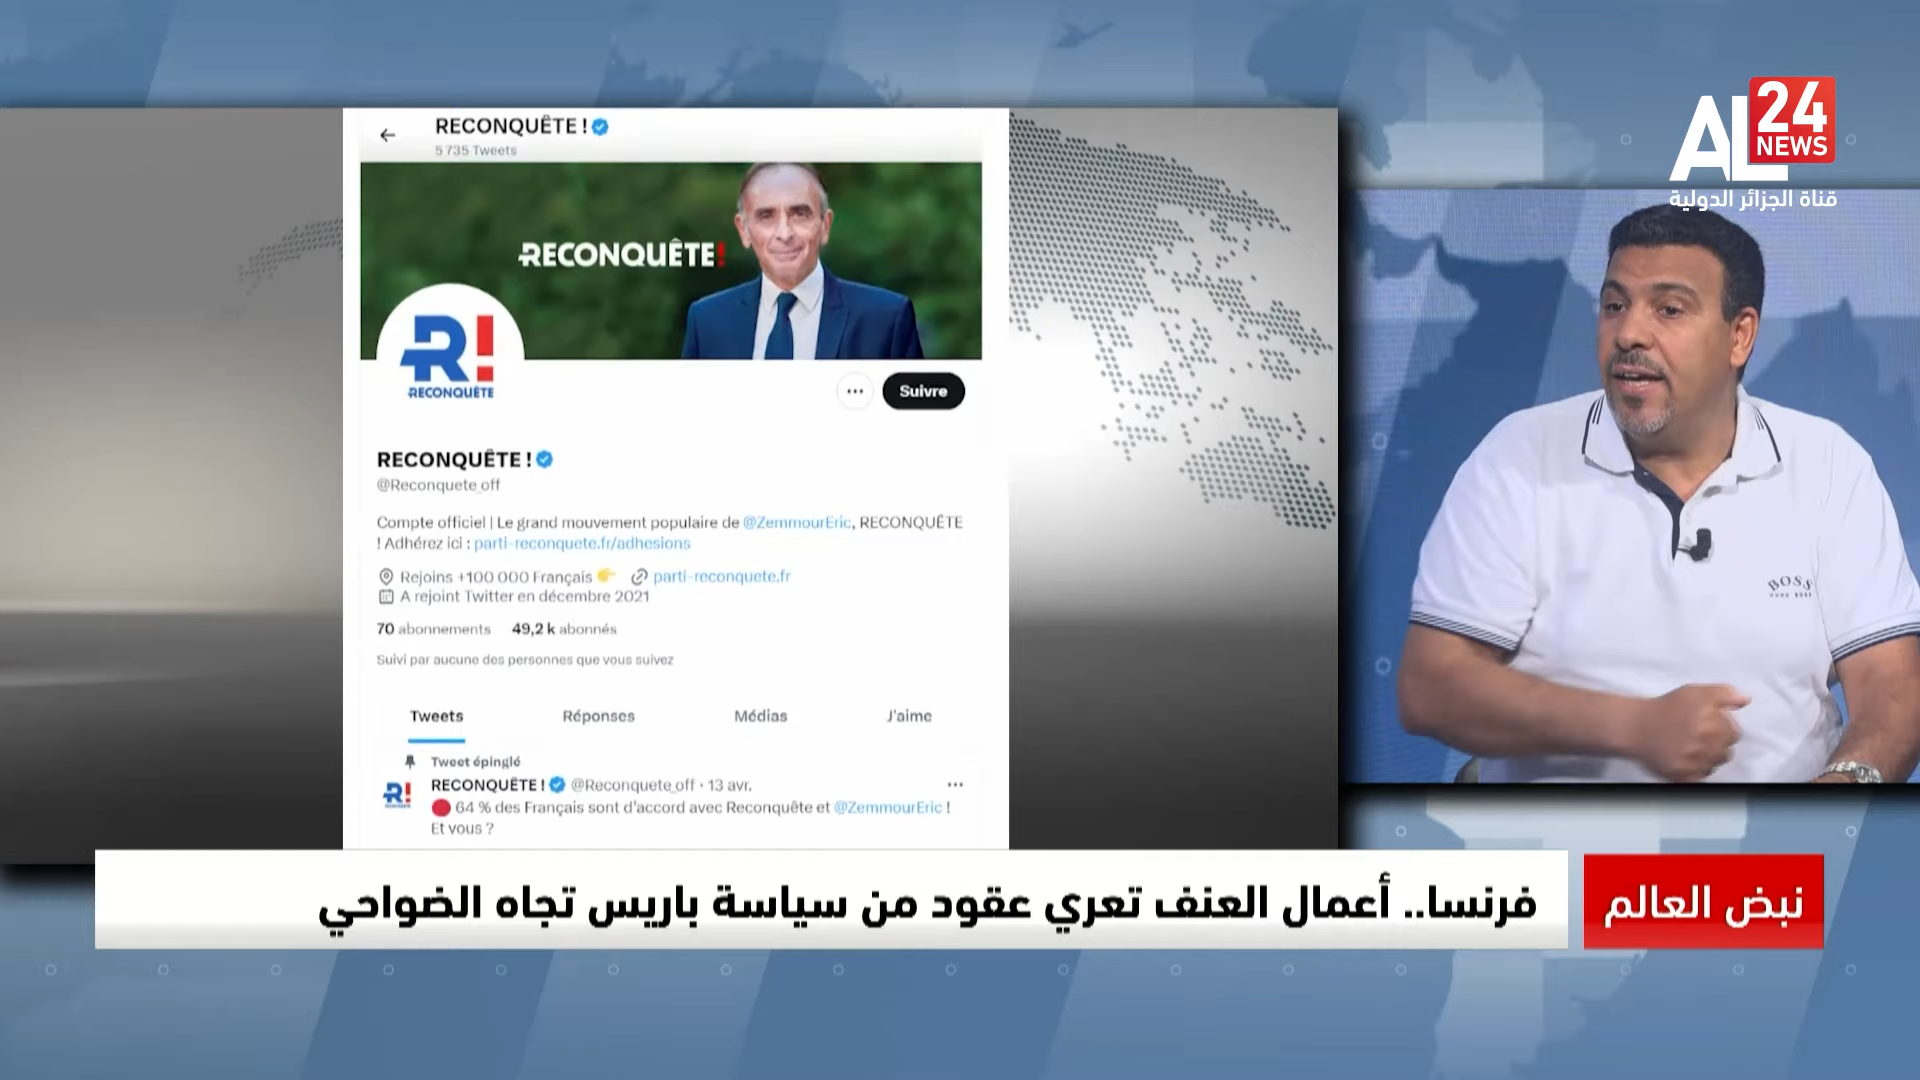 AL
24
NEWS
قناة الجزائر الدولية
RECONQUÊTE !
5 735 Tweets
RECONQUÊTE!
R!
RECONQUÊTE
Suivre
RECONQUÊTE !
@Reconquete_off
Compte officiel | Le grand mouvement populaire de @ZemmourEric, RECONQUÊTE
! Adhérez ici : parti-reconquete.fr/adhesions
Rejoins +100 000 Français 👉 parti-reconquete.fr
A rejoint Twitter en décembre 2021
70 abonnements 49,2 k abonnés
Suivi par aucune des personnes que vous suivez
Tweets Réponses Médias J'aime
Tweet épinglé
RECONQUÊTE ! @Reconquete_off · 13 avr.
🔴 64 % des Français sont d'accord avec Reconquête et @ZemmourEric !
Et vous ?
BOSS
HUGO BOSS
نبض العالم
فرنسا.. أعمال العنف تعري عقود من سياسة باريس تجاه الضواحي